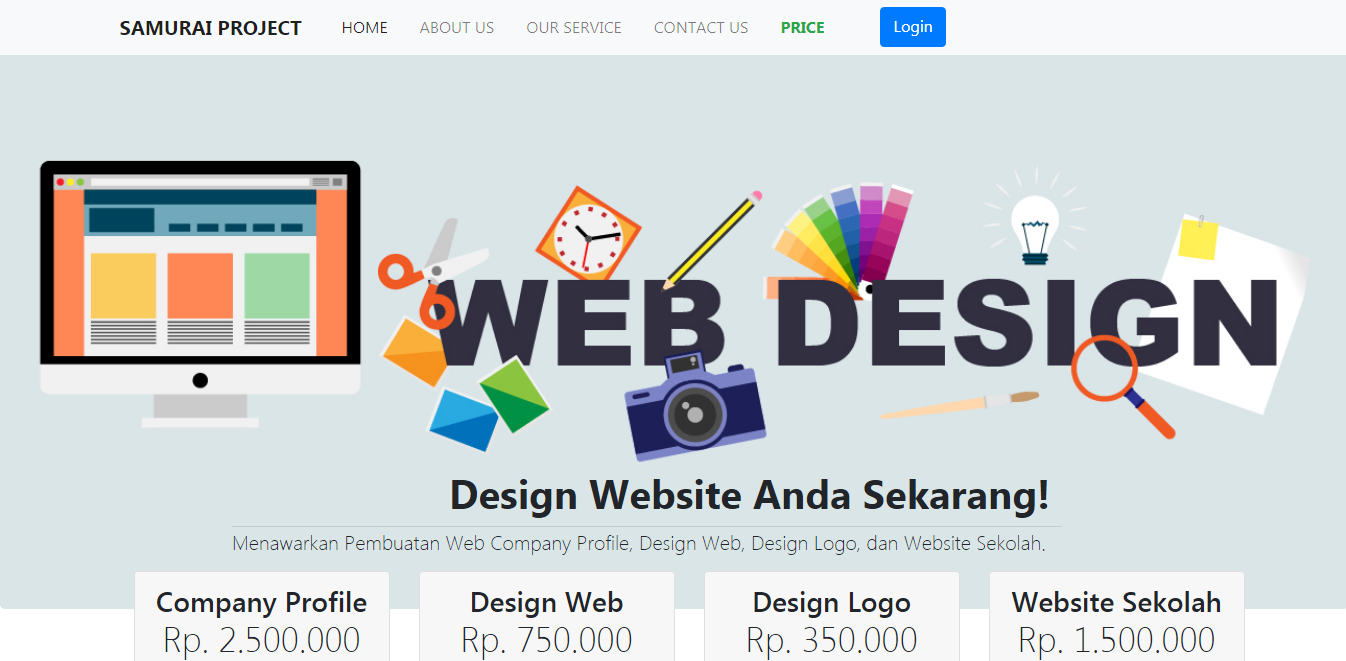 SAMURAI PROJECT HOME ABOUT US OUR SERVICE CONTACT US PRICE Login
WEB DESIGN
Design Website Anda Sekarang!
Menawarkan Pembuatan Web Company Profile, Design Web, Design Logo, dan Website Sekolah.
Company Profile
Rp. 2.500.000
Design Web
Rp. 750.000
Design Logo
Rp. 350.000
Website Sekolah
Rp. 1.500.000